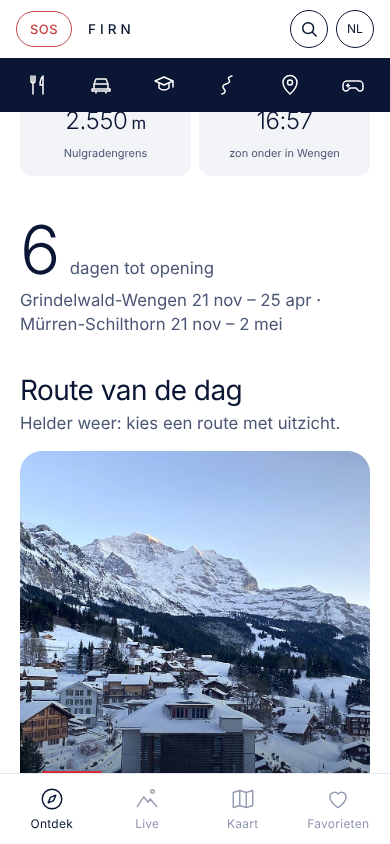 SOS
FIRN
NL
2.550 m
16:57
Nulgradengrens
zon onder in Wengen
6 dagen tot opening
Grindelwald-Wengen 21 nov – 25 apr ·
Mürren-Schilthorn 21 nov – 2 mei
Route van de dag
Helder weer: kies een route met uitzicht.
Ontdek
Live
Kaart
Favorieten